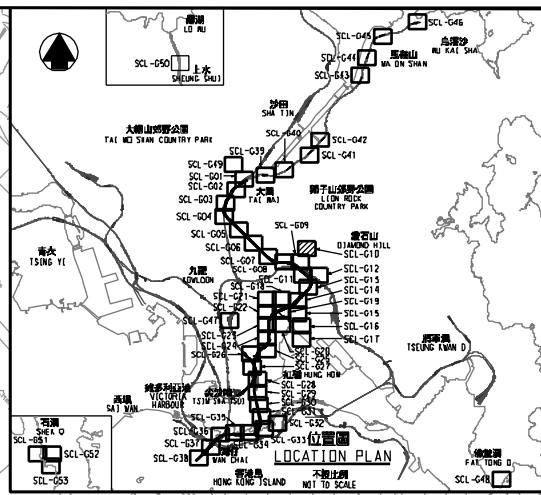 羅湖
LO WU
SCL-G50
上水
SHEUNG SHUI
SCL-G46
SCL-G45
烏溪沙
WU KAI SHA
SCL-G44
馬鞍山
MA ON SHAN
SCL-G43
沙田
SHA TIN
大帽山郊野公園
TAI MO SHAN COUNTRY PARK
SCL-G40
SCL-G42
SCL-G41
SCL-G39
SCL-G49
SCL-G01
SCL-G02
大圍
TAI WAI
獅子山郊野公園
LION ROCK
COUNTRY PARK
SCL-G03
SCL-G04
SCL-G05
SCL-G06
SCL-G07
SCL-G08
SCL-G09
鑽石山
DIAMOND HILL
SCL-G10
SCL-G11
SCL-G12
SCL-G13
SCL-G14
SCL-G18
SCL-G19
SCL-G15
SCL-G16
SCL-G17
青衣
TSING YI
九龍
KOWLOON
SCL-G21
SCL-G22
SCL-G47
SCL-G23
SCL-G24
SCL-G26
SCL-G20
SCL-G27
紅磡 HUNG HOM
將軍澳
TSEUNG KWAN O
SCL-G28
SCL-G29
SCL-G31
SCL-G32
SCL-G33
SCL-G34
SCL-G35
SCL-G36
SCL-G37
SCL-G38
西環
SAI WAN
維多利亞港
VICTORIA
HARBOUR
尖沙咀
TSIM SHA TSUI
灣仔
WAN CHAI
香港島
HONG KONG ISLAND
石澳
SHEK O
SCL-G51
SCL-G52
SCL-G53
位置圖
LOCATION PLAN
不按比例
NOT TO SCALE
佛堂澳
FAT TONG O
SCL-G48